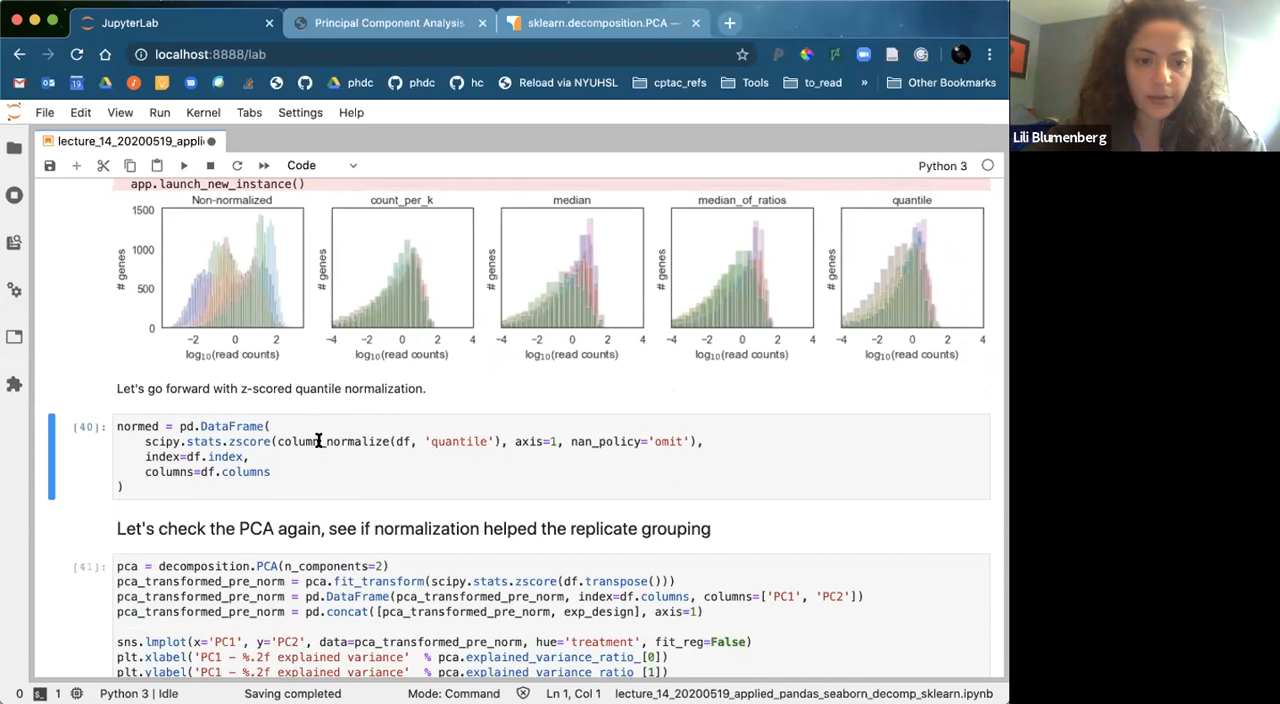 JupyterLab
Principal Component Analysis
sklearn.decomposition.PCA —
localhost:8888/lab
phdc phdc hc Reload via NYUHSL cptac_refs Tools to_read » Other Bookmarks
File Edit View Run Kernel Tabs Settings Help
Lili Blumenberg
lecture_14_20200519_appli
Code
Python 3
app.launch_new_instance()
Non-normalized count_per_k median median_of_ratios quantile
1500
1000
500
0
# genes # genes # genes # genes # genes
−2 0 2 −4 −2 0 2 4 −4 −2 0 2 4 −4 −2 0 2 4 −4 −2 0 2 4
log10(read counts) log10(read counts) log10(read counts) log10(read counts) log10(read counts)
Let's go forward with z-scored quantile normalization.
[40]: normed = pd.DataFrame(
scipy.stats.zscore(column_normalize(df, 'quantile'), axis=1, nan_policy='omit'),
index=df.index,
columns=df.columns
)
Let's check the PCA again, see if normalization helped the replicate grouping
[41]: pca = decomposition.PCA(n_components=2)
pca_transformed_pre_norm = pca.fit_transform(scipy.stats.zscore(df.transpose()))
pca_transformed_pre_norm = pd.DataFrame(pca_transformed_pre_norm, index=df.columns, columns=['PC1', 'PC2'])
pca_transformed_pre_norm = pd.concat([pca_transformed_pre_norm, exp_design], axis=1)
sns.lmplot(x='PC1', y='PC2', data=pca_transformed_pre_norm, hue='treatment', fit_reg=False)
plt.xlabel('PC1 - %.2f explained variance' % pca.explained_variance_ratio_[0])
plt.ylabel('PC2 - %.2f explained variance' % pca.explained_variance_ratio_[1])
0 1 Python 3 | Idle Saving completed Mode: Command Ln 1, Col 1 lecture_14_20200519_applied_pandas_seaborn_decomp_sklearn.ipynb